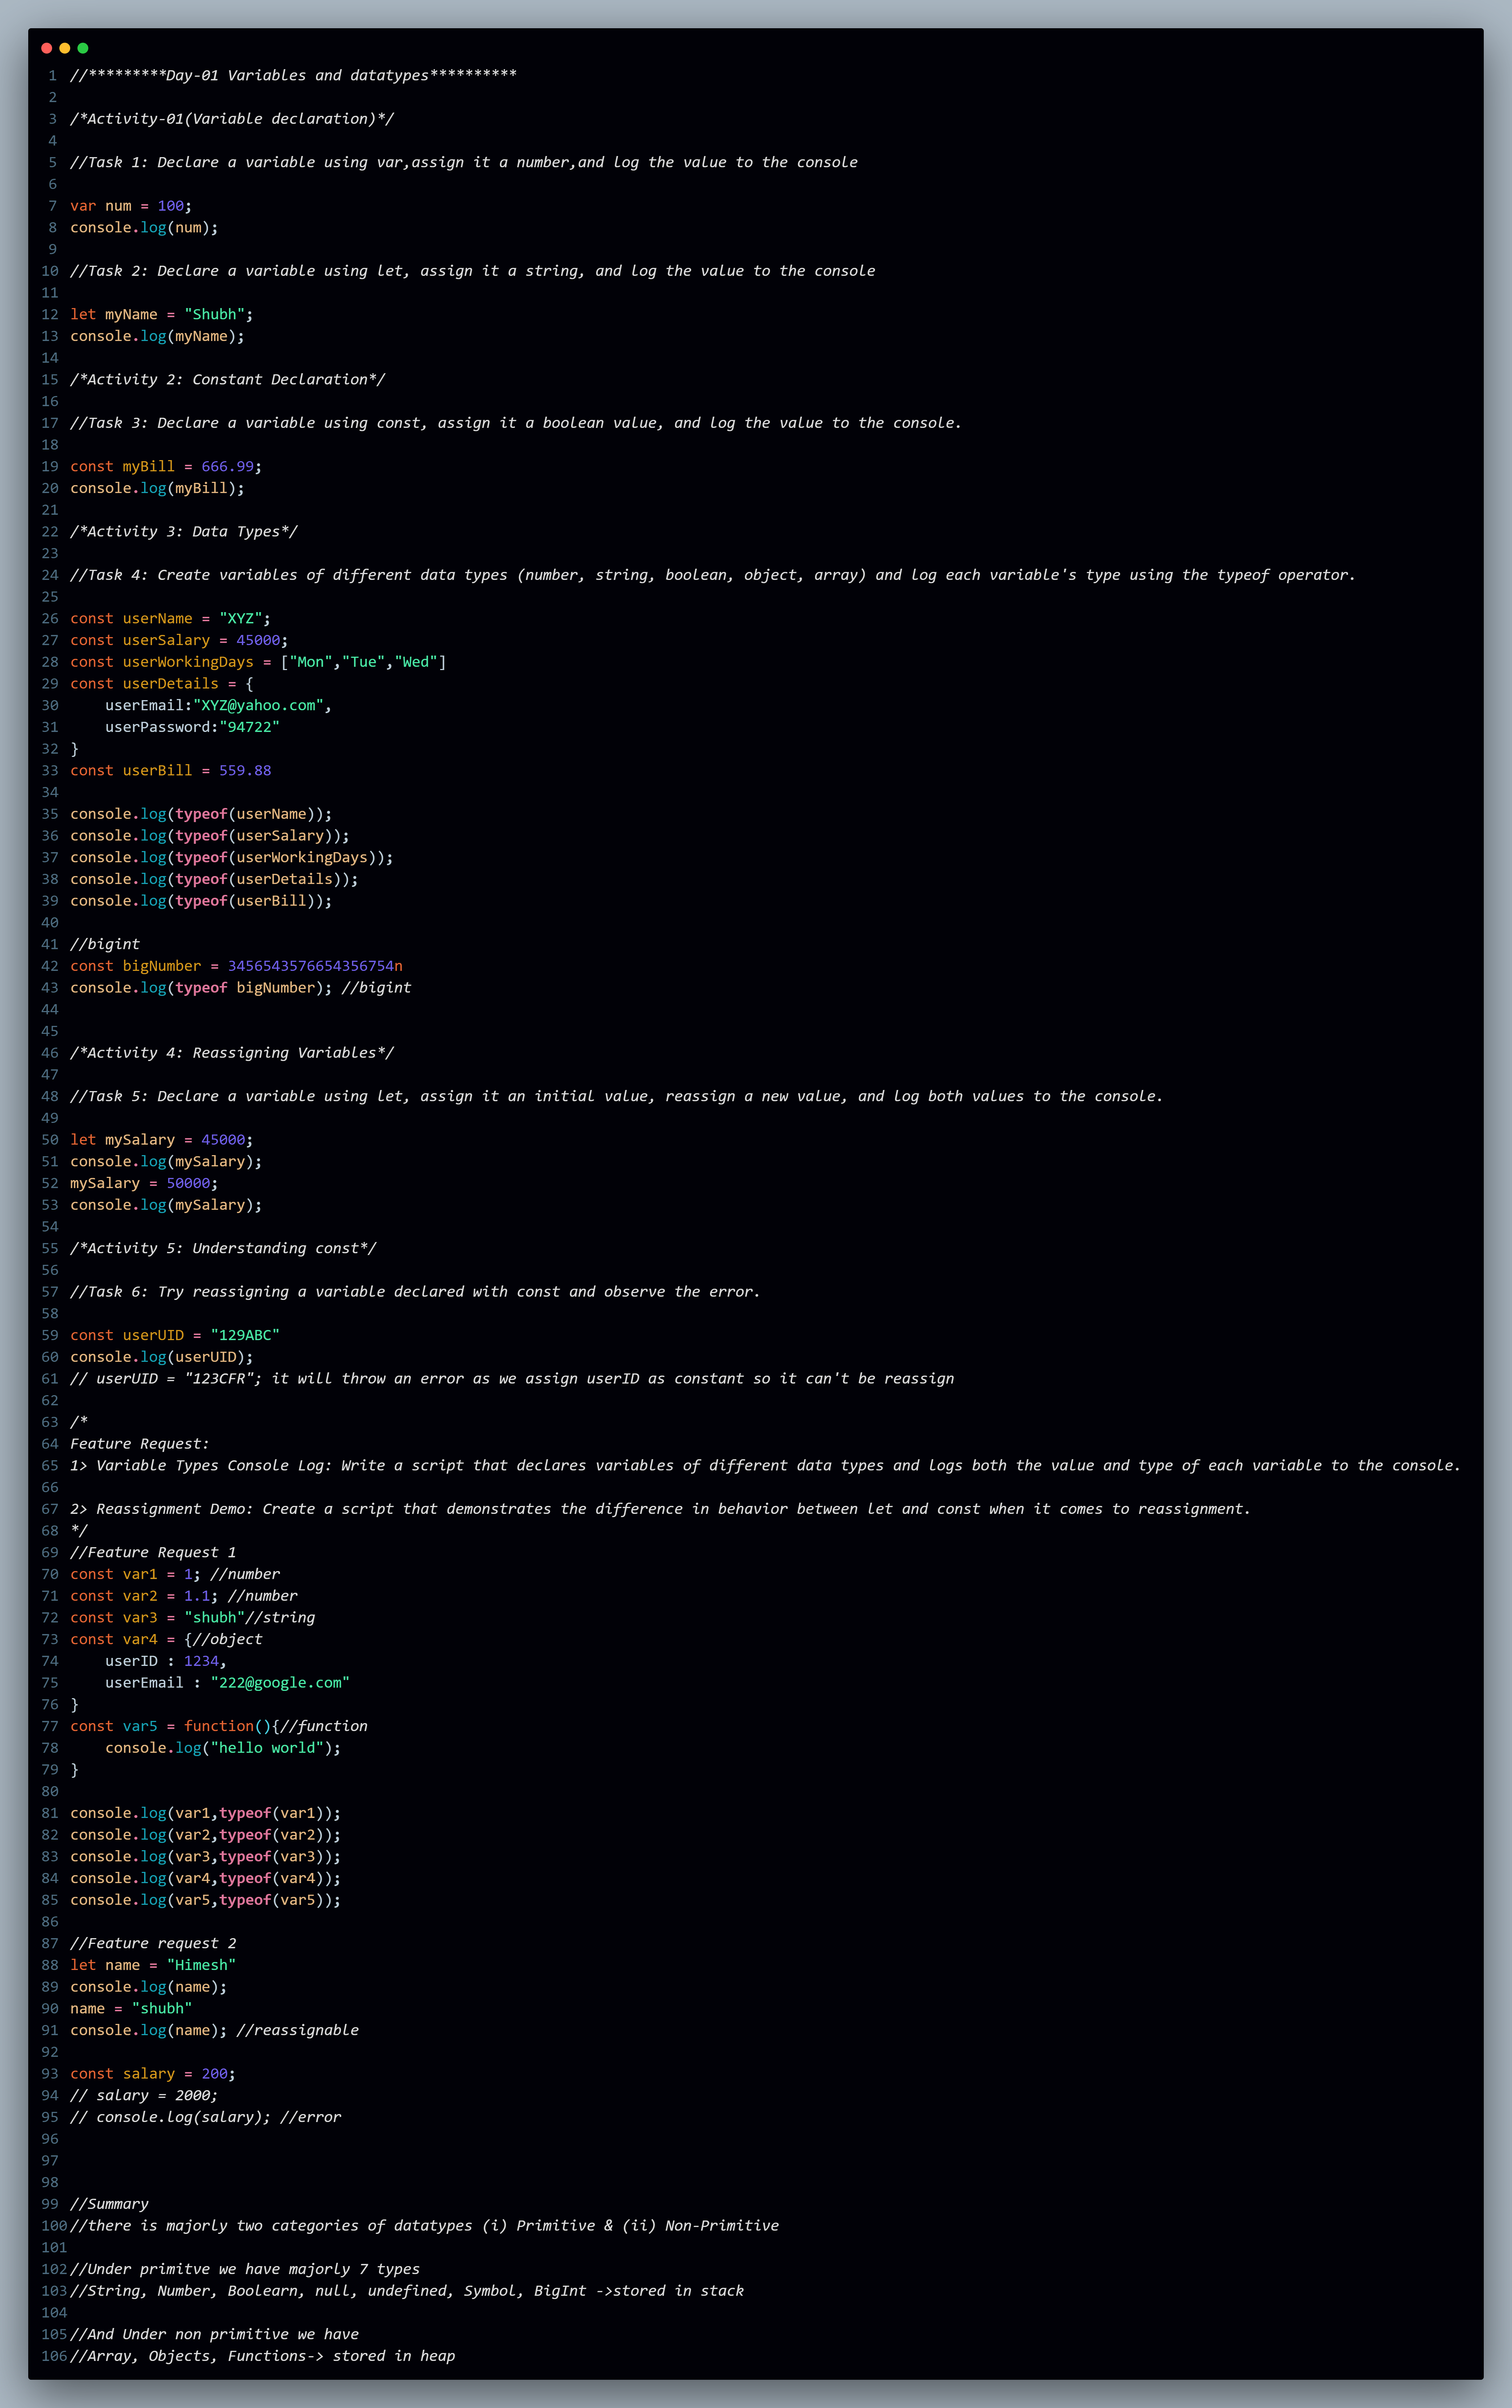 1 //*********Day-01 Variables and datatypes**********
2
3 /*Activity-01(Variable declaration)*/
4
5 //Task 1: Declare a variable using var,assign it a number,and log the value to the console
6
7 var num = 100;
8 console.log(num);
9
10 //Task 2: Declare a variable using let, assign it a string, and log the value to the console
11
12 let myName = "Shubh";
13 console.log(myName);
14
15 /*Activity 2: Constant Declaration*/
16
17 //Task 3: Declare a variable using const, assign it a boolean value, and log the value to the console.
18
19 const myBill = 666.99;
20 console.log(myBill);
21
22 /*Activity 3: Data Types*/
23
24 //Task 4: Create variables of different data types (number, string, boolean, object, array) and log each variable's type using the typeof operator.
25
26 const userName = "XYZ";
27 const userSalary = 45000;
28 const userWorkingDays = ["Mon","Tue","Wed"]
29 const userDetails = {
30     userEmail:"XYZ@yahoo.com",
31     userPassword:"94722"
32 }
33 const userBill = 559.88
34
35 console.log(typeof(userName));
36 console.log(typeof(userSalary));
37 console.log(typeof(userWorkingDays));
38 console.log(typeof(userDetails));
39 console.log(typeof(userBill));
40
41 //bigint
42 const bigNumber = 3456543576654356754n
43 console.log(typeof bigNumber); //bigint
44
45
46 /*Activity 4: Reassigning Variables*/
47
48 //Task 5: Declare a variable using let, assign it an initial value, reassign a new value, and log both values to the console.
49
50 let mySalary = 45000;
51 console.log(mySalary);
52 mySalary = 50000;
53 console.log(mySalary);
54
55 /*Activity 5: Understanding const*/
56
57 //Task 6: Try reassigning a variable declared with const and observe the error.
58
59 const userUID = "129ABC"
60 console.log(userUID);
61 // userUID = "123CFR"; it will throw an error as we assign userID as constant so it can't be reassign
62
63 /*
64 Feature Request:
65 1> Variable Types Console Log: Write a script that declares variables of different data types and logs both the value and type of each variable to the console.
66
67 2> Reassignment Demo: Create a script that demonstrates the difference in behavior between let and const when it comes to reassignment.
68 */
69 //Feature Request 1
70 const var1 = 1; //number
71 const var2 = 1.1; //number
72 const var3 = "shubh"//string
73 const var4 = {//object
74     userID : 1234,
75     userEmail : "222@google.com"
76 }
77 const var5 = function(){//function
78     console.log("hello world");
79 }
80
81 console.log(var1,typeof(var1));
82 console.log(var2,typeof(var2));
83 console.log(var3,typeof(var3));
84 console.log(var4,typeof(var4));
85 console.log(var5,typeof(var5));
86
87 //Feature request 2
88 let name = "Himesh"
89 console.log(name);
90 name = "shubh"
91 console.log(name); //reassignable
92
93 const salary = 200;
94 // salary = 2000;
95 // console.log(salary); //error
96
97
98
99 //Summary
100 //there is majorly two categories of datatypes (i) Primitive & (ii) Non-Primitive
101
102 //Under primitve we have majorly 7 types
103 //String, Number, Boolearn, null, undefined, Symbol, BigInt ->stored in stack
104
105 //And Under non primitive we have
106 //Array, Objects, Functions-> stored in heap